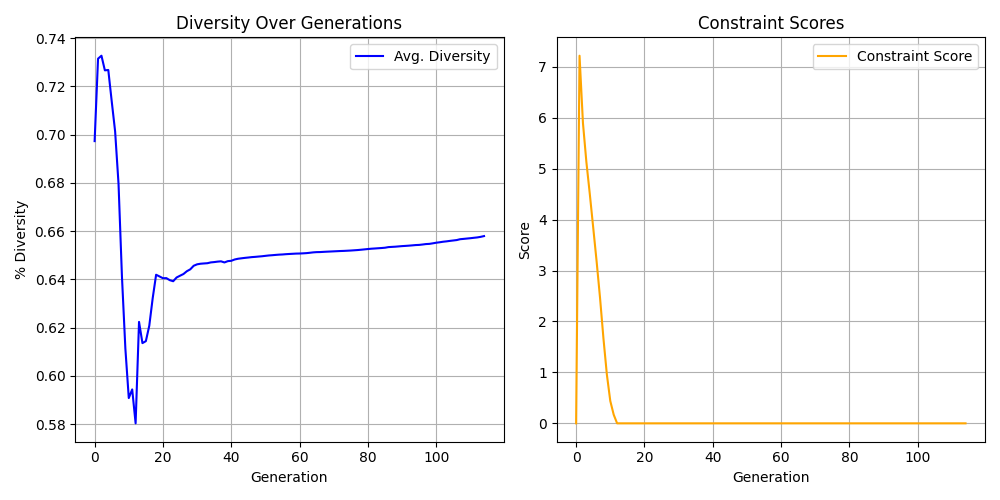 Diversity Over Generations
Avg. Diversity
% Diversity
0.74
0.72
0.70
0.68
0.66
0.64
0.62
0.60
0.58
0 20 40 60 80 100
Generation
Constraint Scores
Constraint Score
Score
7
6
5
4
3
2
1
0
0 20 40 60 80 100
Generation